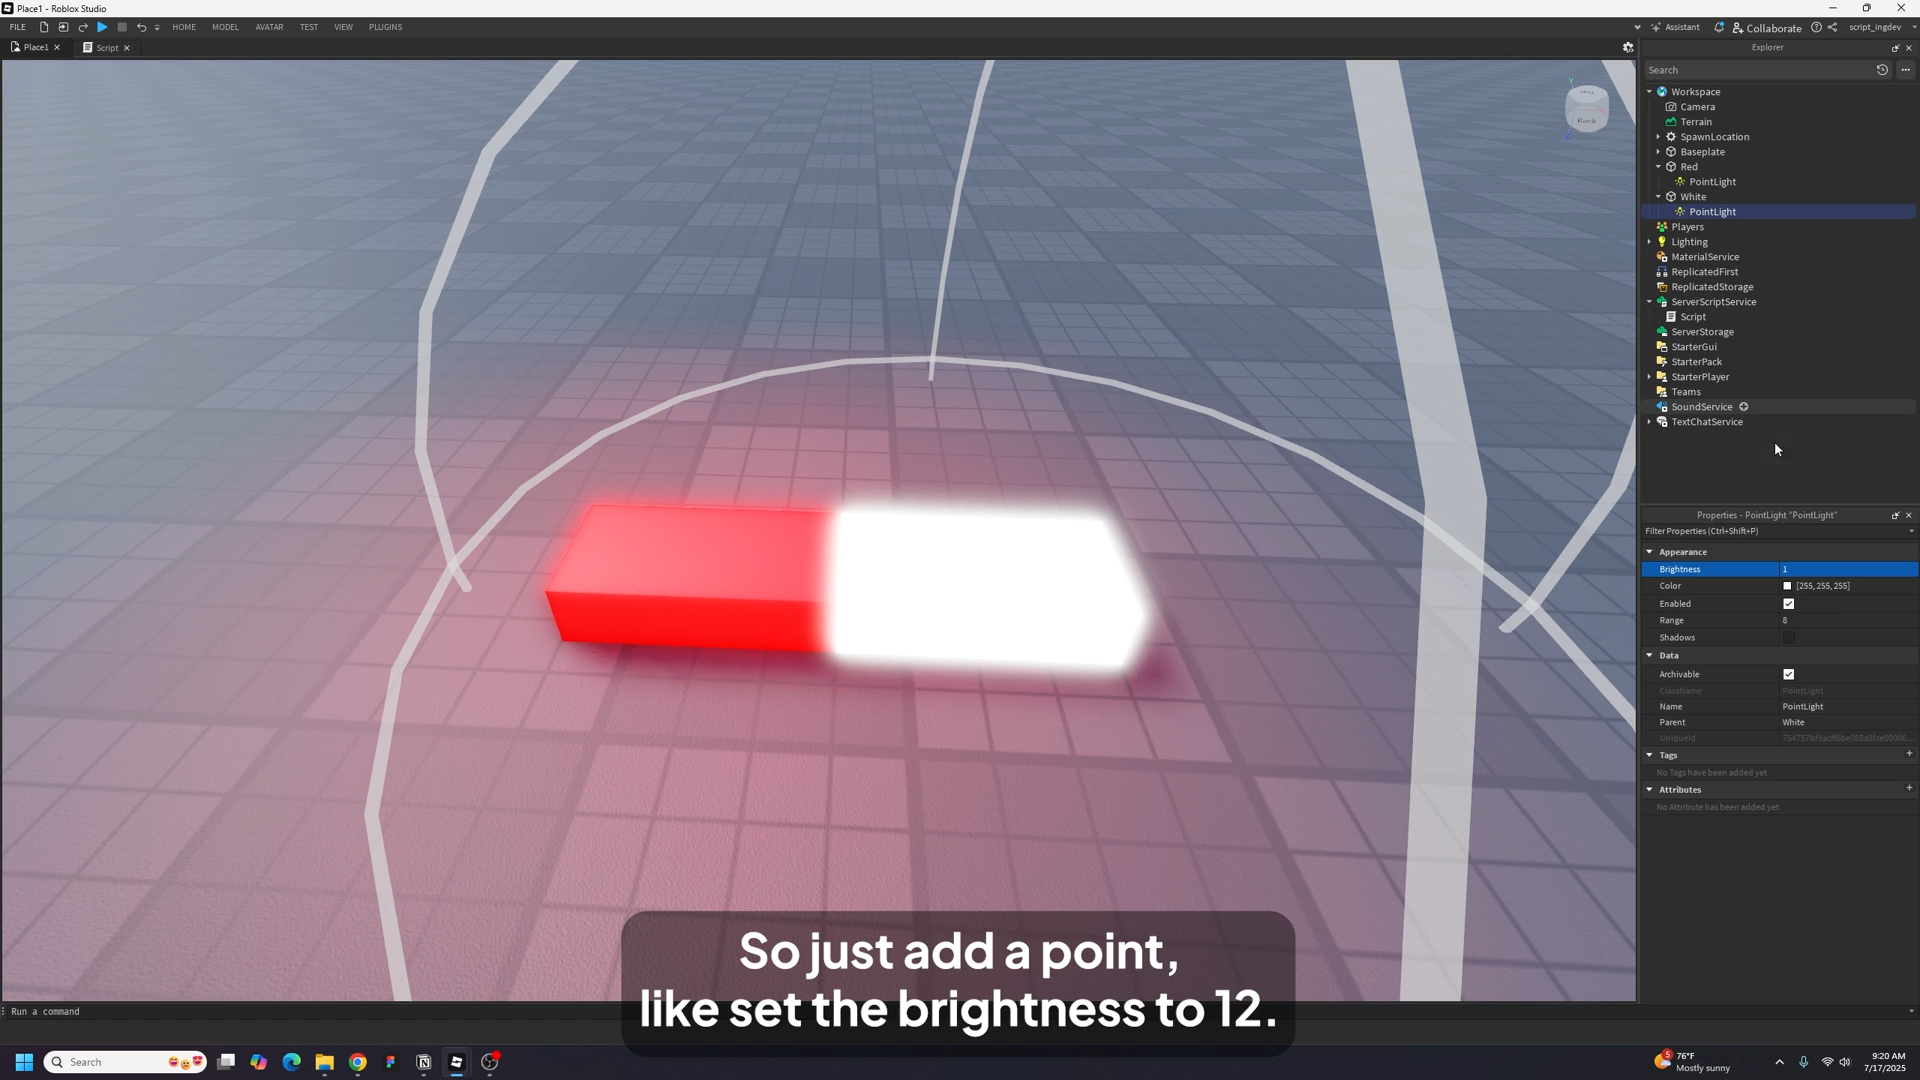 Place1 - Roblox Studio
FILE HOME MODEL AVATAR TEST VIEW PLUGINS Assistant Collaborate script_ingdev
Place1 Script
Explorer
Search
Back
Workspace
Camera
Terrain
SpawnLocation
Baseplate
Red
PointLight
White
PointLight
Players
Lighting
MaterialService
ReplicatedFirst
ReplicatedStorage
ServerScriptService
Script
ServerStorage
StarterGui
StarterPack
StarterPlayer
Teams
SoundService
TextChatService
Properties - PointLight "PointLight"
Filter Properties (Ctrl+Shift+P)
Appearance
Brightness 1
Color [255, 255, 255]
Enabled
Range 8
Shadows
Data
Archivable
ClassName PointLight
Name PointLight
Parent White
UniqueId
Tags
No Tags have been added yet
Attributes
No Attribute has been added yet
So just add a point,
like set the brightness to 12.
Run a command
Search
5 76°F
Mostly sunny
9:20 AM
7/17/2025